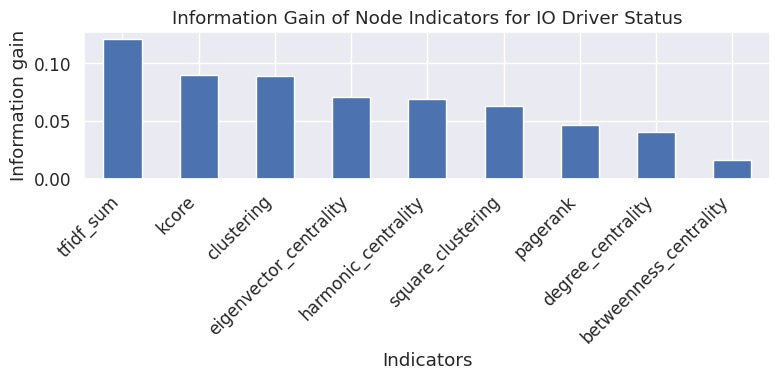 Information Gain of Node Indicators for IO Driver Status
Information gain
0.10
0.05
0.00
tfidf_sum
kcore
clustering
eigenvector_centrality
harmonic_centrality
square_clustering
pagerank
degree_centrality
betweenness_centrality
Indicators